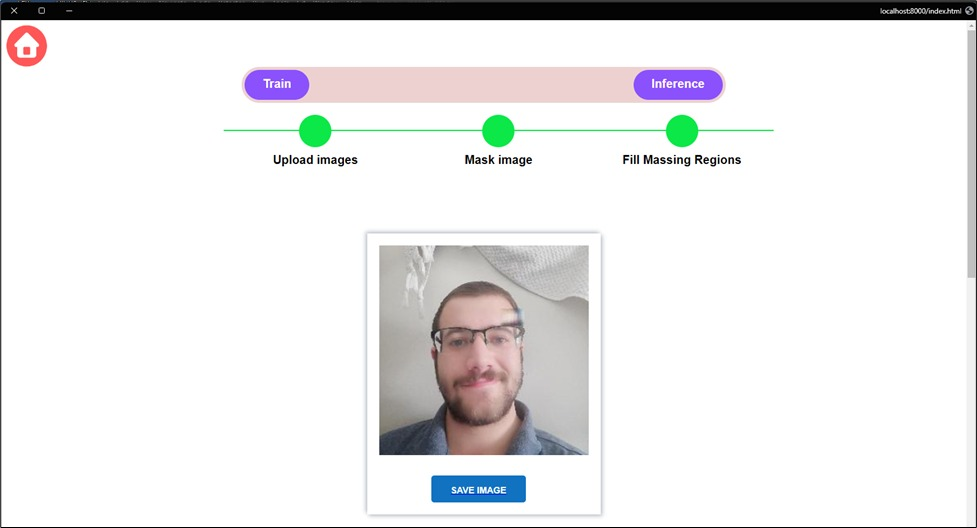 localhost:8000/index.html
Train
Inference
Upload images
Mask image
Fill Massing Regions
SAVE IMAGE